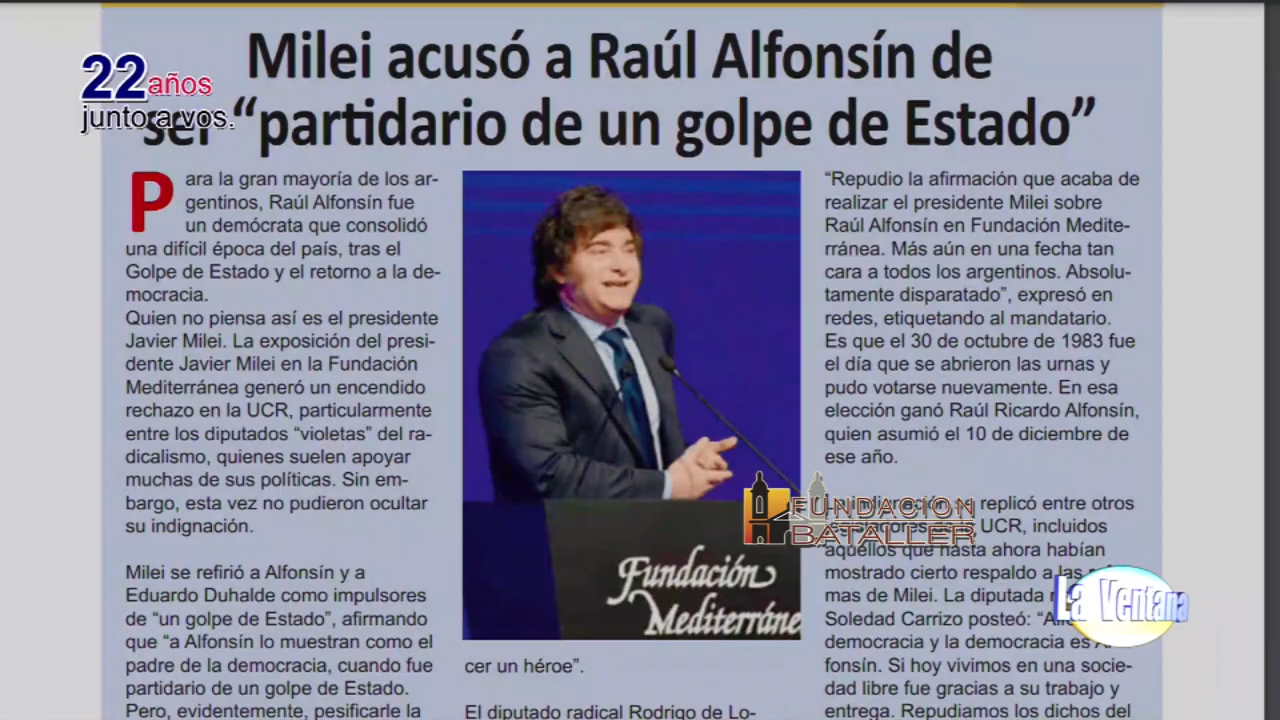 Milei acusó a Raúl Alfonsín de
ser “partidario de un golpe de Estado”
22 años
junto a vos.
Para la gran mayoría de los ar-
gentinos, Raúl Alfonsín fue
un demócrata que consolidó
una difícil época del país, tras el
Golpe de Estado y el retorno a la de-
mocracia.
Quien no piensa así es el presidente
Javier Milei. La exposición del presi-
dente Javier Milei en la Fundación
Mediterránea generó un encendido
rechazo en la UCR, particularmente
entre los diputados “violetas” del ra-
dicalismo, quienes suelen apoyar
muchas de sus políticas. Sin em-
bargo, esta vez no pudieron ocultar
su indignación.
Milei se refirió a Alfonsín y a
Eduardo Duhalde como impulsores
de “un golpe de Estado”, afirmando
que “a Alfonsín lo muestran como el
padre de la democracia, cuando fue
partidario de un golpe de Estado.
Pero, evidentemente, pesificarle la
Fundación
Mediterráne
cer un héroe”.
El diputado radical Rodrigo de Lo-
“Repudio la afirmación que acaba de
realizar el presidente Milei sobre
Raúl Alfonsín en Fundación Medite-
rránea. Más aún en una fecha tan
cara a todos los argentinos. Absolu-
tamente disparatado”, expresó en
redes, etiquetando al mandatario.
Es que el 30 de octubre de 1983 fue
el día que se abrieron las urnas y
pudo votarse nuevamente. En esa
elección ganó Raúl Ricardo Alfonsín,
quien asumió el 10 de diciembre de
ese año.
replicó entre otros
UCR, incluidos
aquellos que hasta ahora habían
mostrado cierto respaldo a las
mas de Milei. La diputada
Soledad Carrizo posteó:
democracia y la democracia es Al-
fonsín. Si hoy vivimos en una socie-
dad libre fue gracias a su trabajo y
entrega. Repudiamos los dichos del
FUNDACION
BATALLER
La Ventana